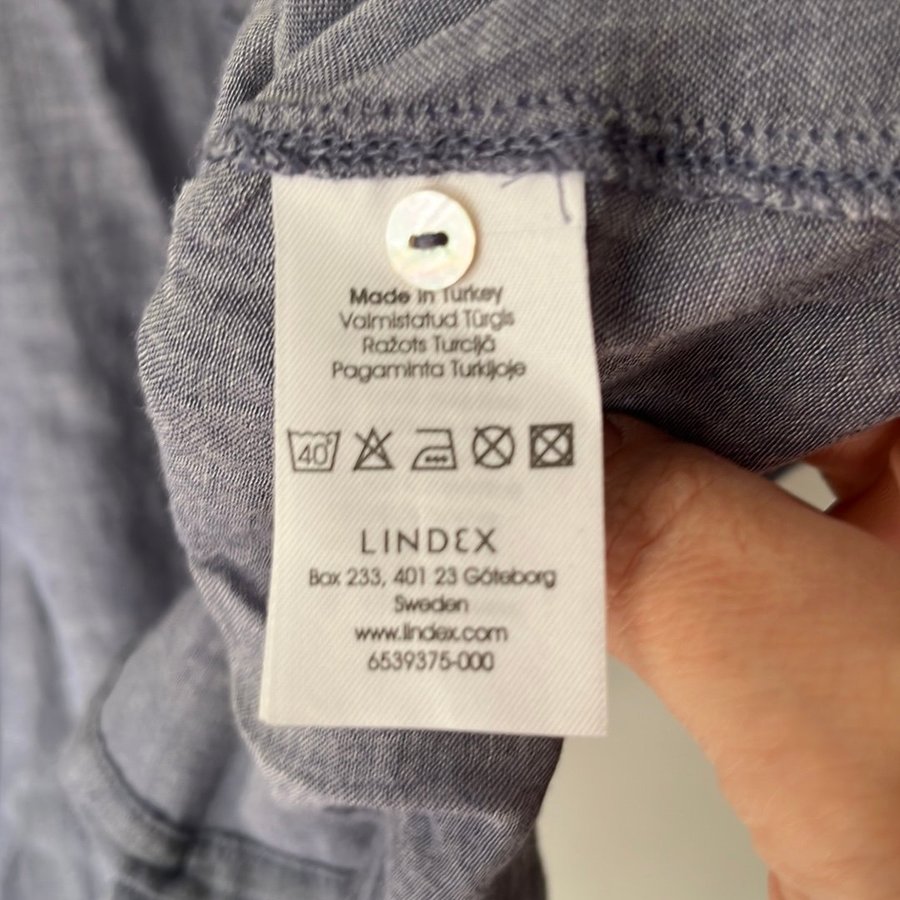 Made in Turkey
Valmistatud Türgis
Ražots Turcijā
Pagaminta Turkijoje
40°
LINDEX
Box 233, 401 23 Göteborg
Sweden
www.lindex.com
6539375-000